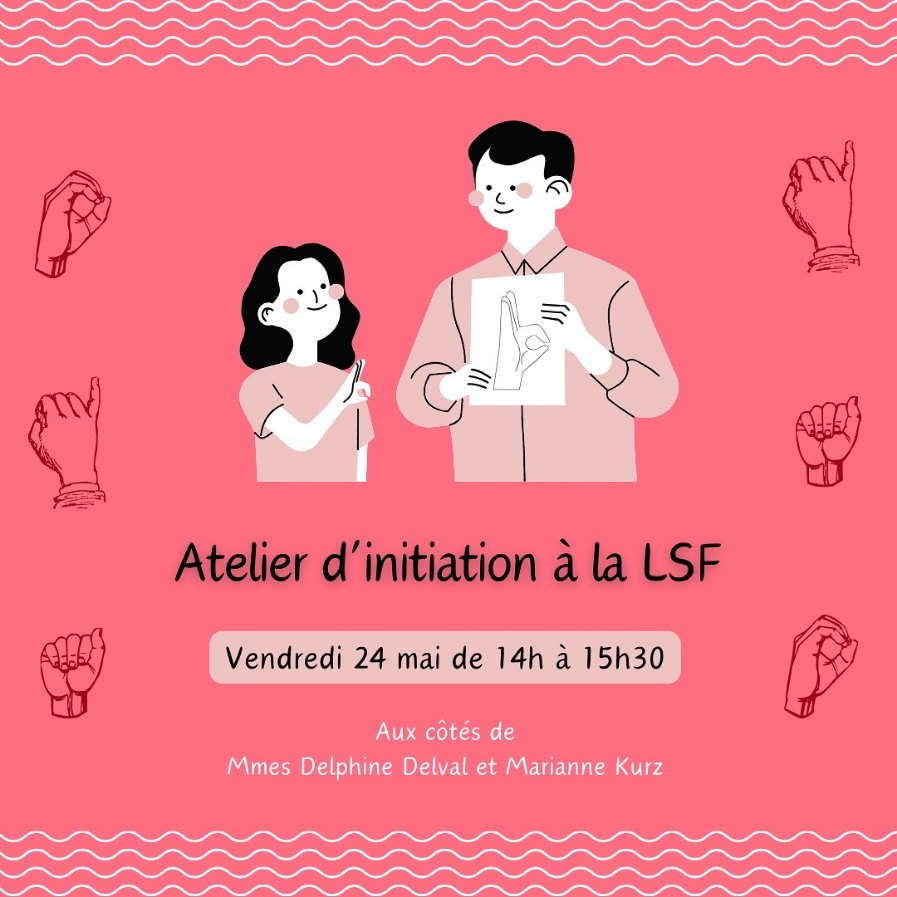 Atelier d'initiation à la LSF
Vendredi 24 mai de 14h à 15h30
Aux côtés de
Mmes Delphine Delval et Marianne Kurz